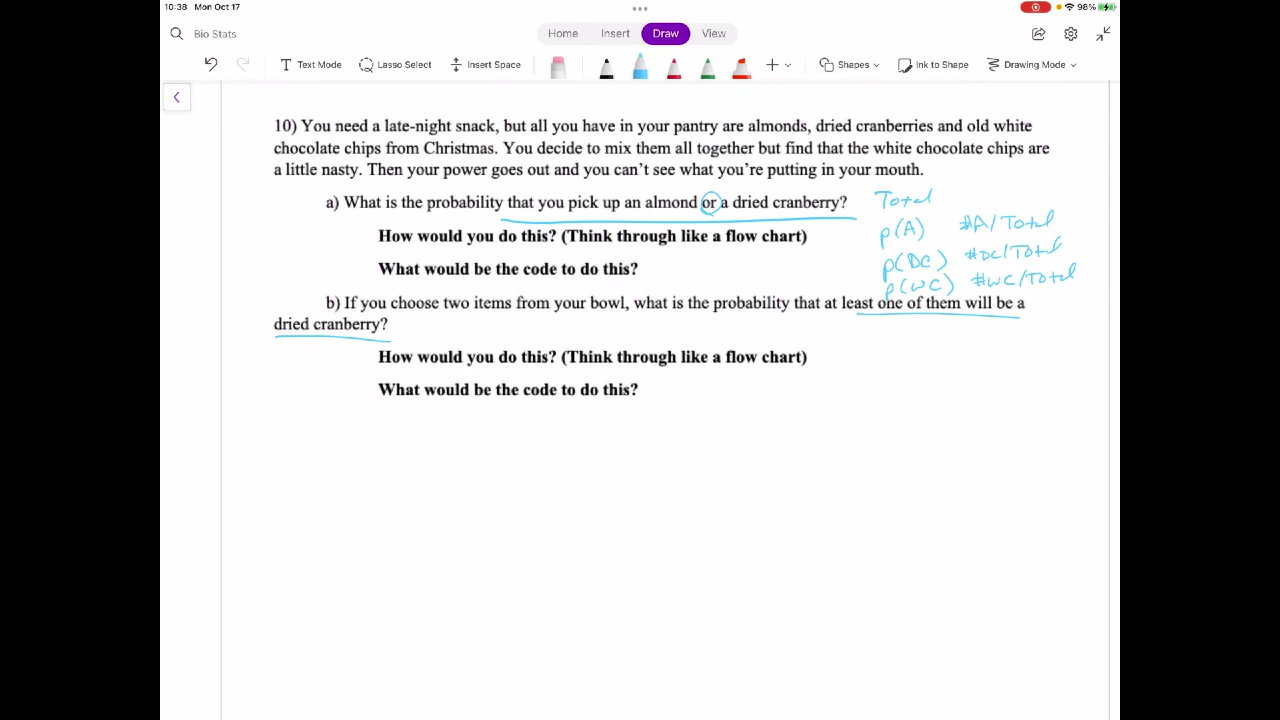 10:38 Mon Oct 17
98%
Bio Stats
Home Insert Draw View
Text Mode Lasso Select Insert Space Shapes Ink to Shape Drawing Mode
10) You need a late-night snack, but all you have in your pantry are almonds, dried cranberries and old white
chocolate chips from Christmas. You decide to mix them all together but find that the white chocolate chips are
a little nasty. Then your power goes out and you can't see what you're putting in your mouth.
a) What is the probability that you pick up an almond or a dried cranberry? Total
p(A) #A/Total
How would you do this? (Think through like a flow chart)
p(DC) #DC/Total
What would be the code to do this?
p(WC) #WC/Total
b) If you choose two items from your bowl, what is the probability that at least one of them will be a
dried cranberry?
How would you do this? (Think through like a flow chart)
What would be the code to do this?